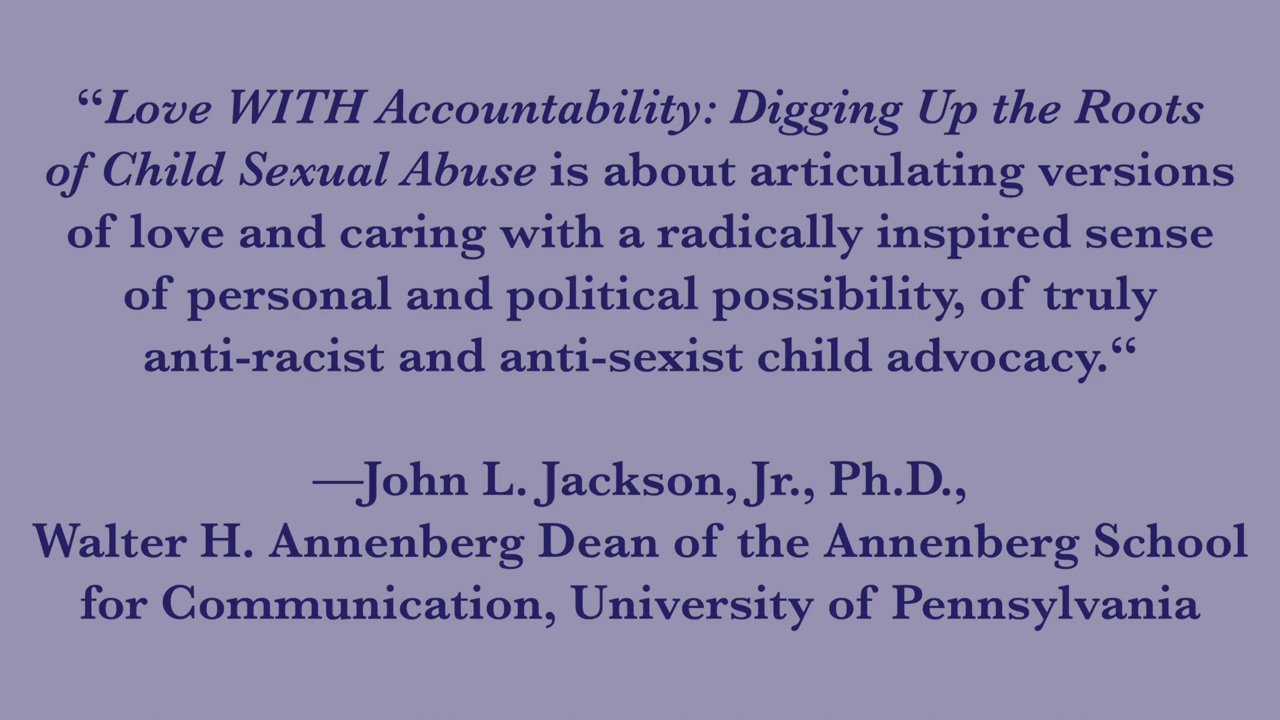 “Love WITH Accountability: Digging Up the Roots
of Child Sexual Abuse is about articulating versions
of love and caring with a radically inspired sense
of personal and political possibility, of truly
anti-racist and anti-sexist child advocacy.“
—John L. Jackson, Jr., Ph.D.,
Walter H. Annenberg Dean of the Annenberg School
for Communication, University of Pennsylvania